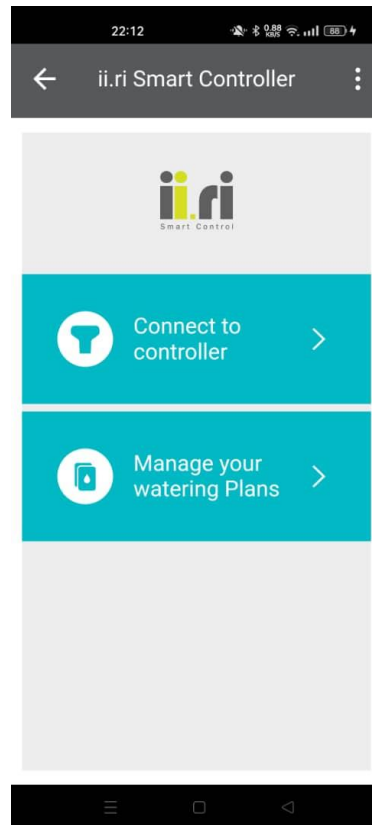 22:12
0.88
KB/S
88
ii.ri Smart Controller
ii.ri
Smart Control
Connect to
controller
Manage your
watering Plans